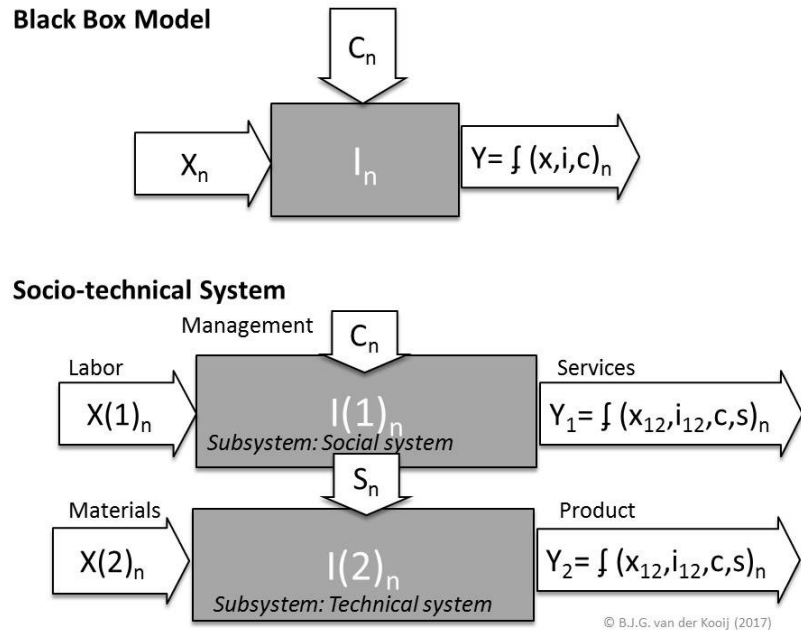 Black Box Model
Cₙ
Xₙ
Iₙ
Y= ʄ (x,i,c)ₙ
Socio-technical System
Management
Cₙ
Labor
Services
X(1)ₙ
I(1)ₙ
Y₁= ʄ (x₁₂,i₁₂,c,s)ₙ
Subsystem: Social system
Sₙ
Materials
Product
X(2)ₙ
I(2)ₙ
Y₂= ʄ (x₁₂,i₁₂,c,s)ₙ
Subsystem: Technical system
© B.J.G. van der Kooij (2017)